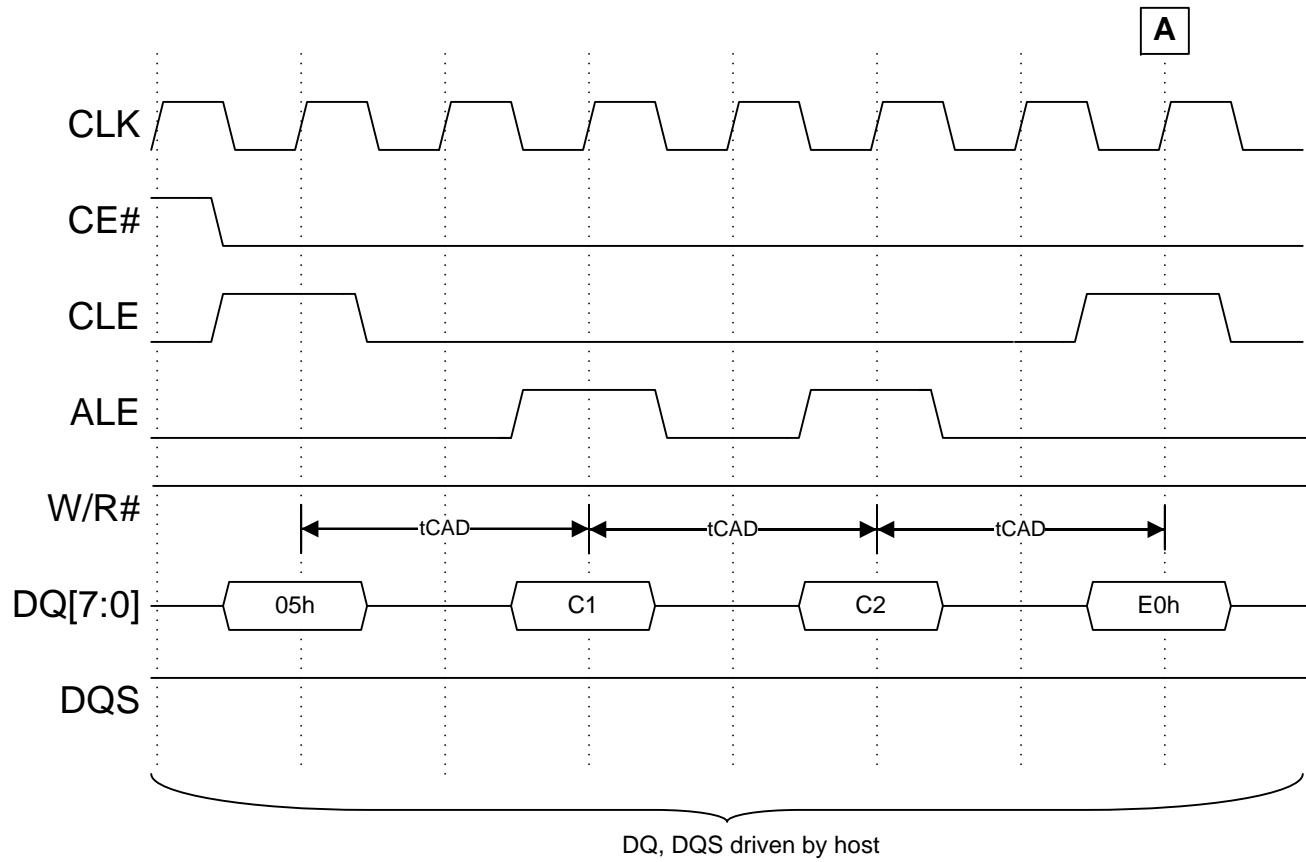 A
CLK
CE#
CLE
ALE
W/R#
tCAD tCAD tCAD
DQ[7:0] 05h C1 C2 E0h
DQS
DQ, DQS driven by host